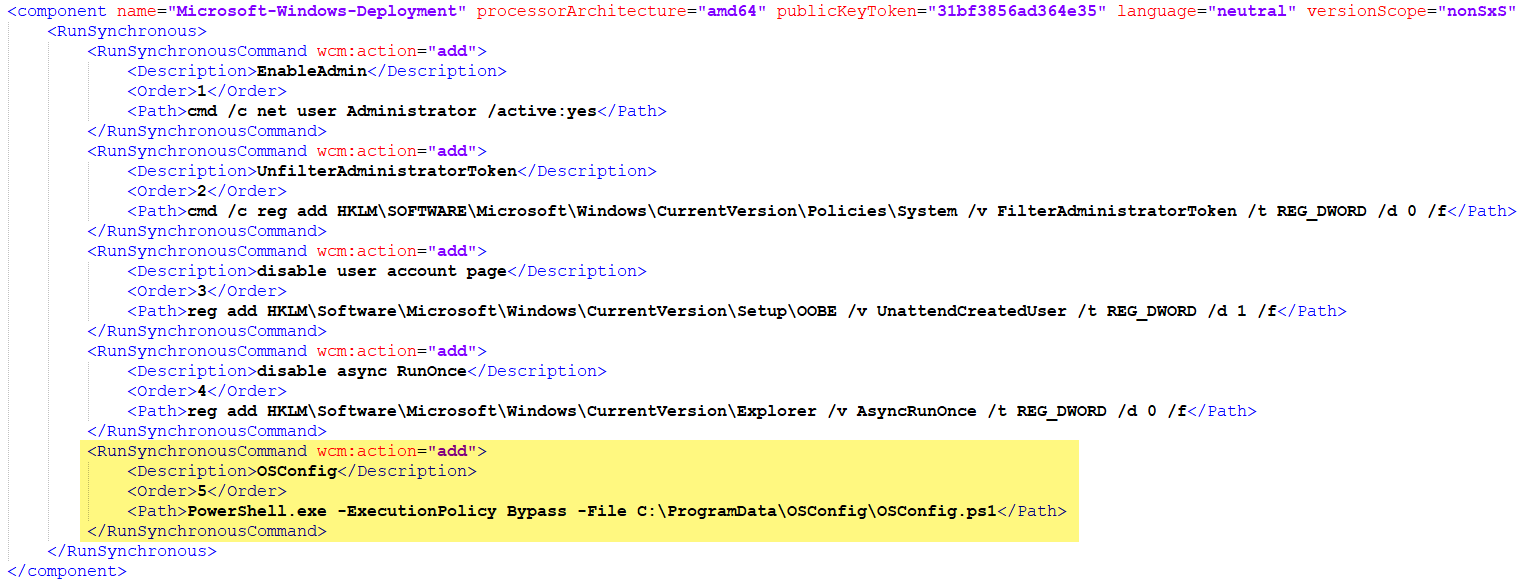 <component name="Microsoft-Windows-Deployment" processorArchitecture="amd64" publicKeyToken="31bf3856ad364e35" language="neutral" versionScope="nonSxS"
<RunSynchronous>
<RunSynchronousCommand wcm:action="add">
<Description>EnableAdmin</Description>
<Order>1</Order>
<Path>cmd /c net user Administrator /active:yes</Path>
</RunSynchronousCommand>
<RunSynchronousCommand wcm:action="add">
<Description>UnfilterAdministratorToken</Description>
<Order>2</Order>
<Path>cmd /c reg add HKLM\SOFTWARE\Microsoft\Windows\CurrentVersion\Policies\System /v FilterAdministratorToken /t REG_DWORD /d 0 /f</Path>
</RunSynchronousCommand>
<RunSynchronousCommand wcm:action="add">
<Description>disable user account page</Description>
<Order>3</Order>
<Path>reg add HKLM\Software\Microsoft\Windows\CurrentVersion\Setup\OOBE /v UnattendCreatedUser /t REG_DWORD /d 1 /f</Path>
</RunSynchronousCommand>
<RunSynchronousCommand wcm:action="add">
<Description>disable async RunOnce</Description>
<Order>4</Order>
<Path>reg add HKLM\Software\Microsoft\Windows\CurrentVersion\Explorer /v AsyncRunOnce /t REG_DWORD /d 0 /f</Path>
</RunSynchronousCommand>
<RunSynchronousCommand wcm:action="add">
<Description>OSConfig</Description>
<Order>5</Order>
<Path>PowerShell.exe -ExecutionPolicy Bypass -File C:\ProgramData\OSConfig\OSConfig.ps1</Path>
</RunSynchronousCommand>
</RunSynchronous>
</component>